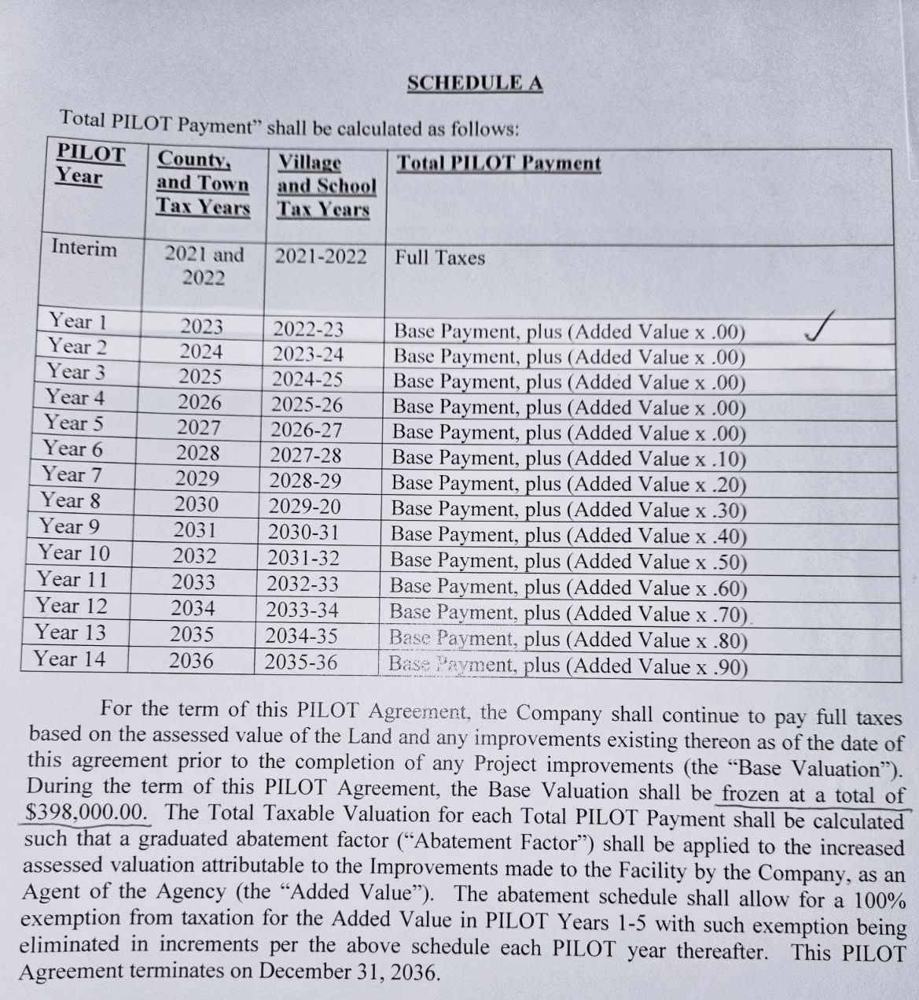 SCHEDULE A
Total PILOT Payment” shall be calculated as follows:
PILOT Year County, and Town Tax Years Village and School Tax Years Total PILOT Payment
Interim 2021 and 2022 2021-2022 Full Taxes
Year 1 2023 2022-23 Base Payment, plus (Added Value x .00) ✓
Year 2 2024 2023-24 Base Payment, plus (Added Value x .00)
Year 3 2025 2024-25 Base Payment, plus (Added Value x .00)
Year 4 2026 2025-26 Base Payment, plus (Added Value x .00)
Year 5 2027 2026-27 Base Payment, plus (Added Value x .00)
Year 6 2028 2027-28 Base Payment, plus (Added Value x .10)
Year 7 2029 2028-29 Base Payment, plus (Added Value x .20)
Year 8 2030 2029-20 Base Payment, plus (Added Value x .30)
Year 9 2031 2030-31 Base Payment, plus (Added Value x .40)
Year 10 2032 2031-32 Base Payment, plus (Added Value x .50)
Year 11 2033 2032-33 Base Payment, plus (Added Value x .60)
Year 12 2034 2033-34 Base Payment, plus (Added Value x .70)
Year 13 2035 2034-35 Base Payment, plus (Added Value x .80)
Year 14 2036 2035-36 Base Payment, plus (Added Value x .90)
For the term of this PILOT Agreement, the Company shall continue to pay full taxes
based on the assessed value of the Land and any improvements existing thereon as of the date of
this agreement prior to the completion of any Project improvements (the “Base Valuation”).
During the term of this PILOT Agreement, the Base Valuation shall be frozen at a total of
$398,000.00. The Total Taxable Valuation for each Total PILOT Payment shall be calculated
such that a graduated abatement factor (“Abatement Factor”) shall be applied to the increased
assessed valuation attributable to the Improvements made to the Facility by the Company, as an
Agent of the Agency (the “Added Value”). The abatement schedule shall allow for a 100%
exemption from taxation for the Added Value in PILOT Years 1-5 with such exemption being
eliminated in increments per the above schedule each PILOT year thereafter. This PILOT
Agreement terminates on December 31, 2036.